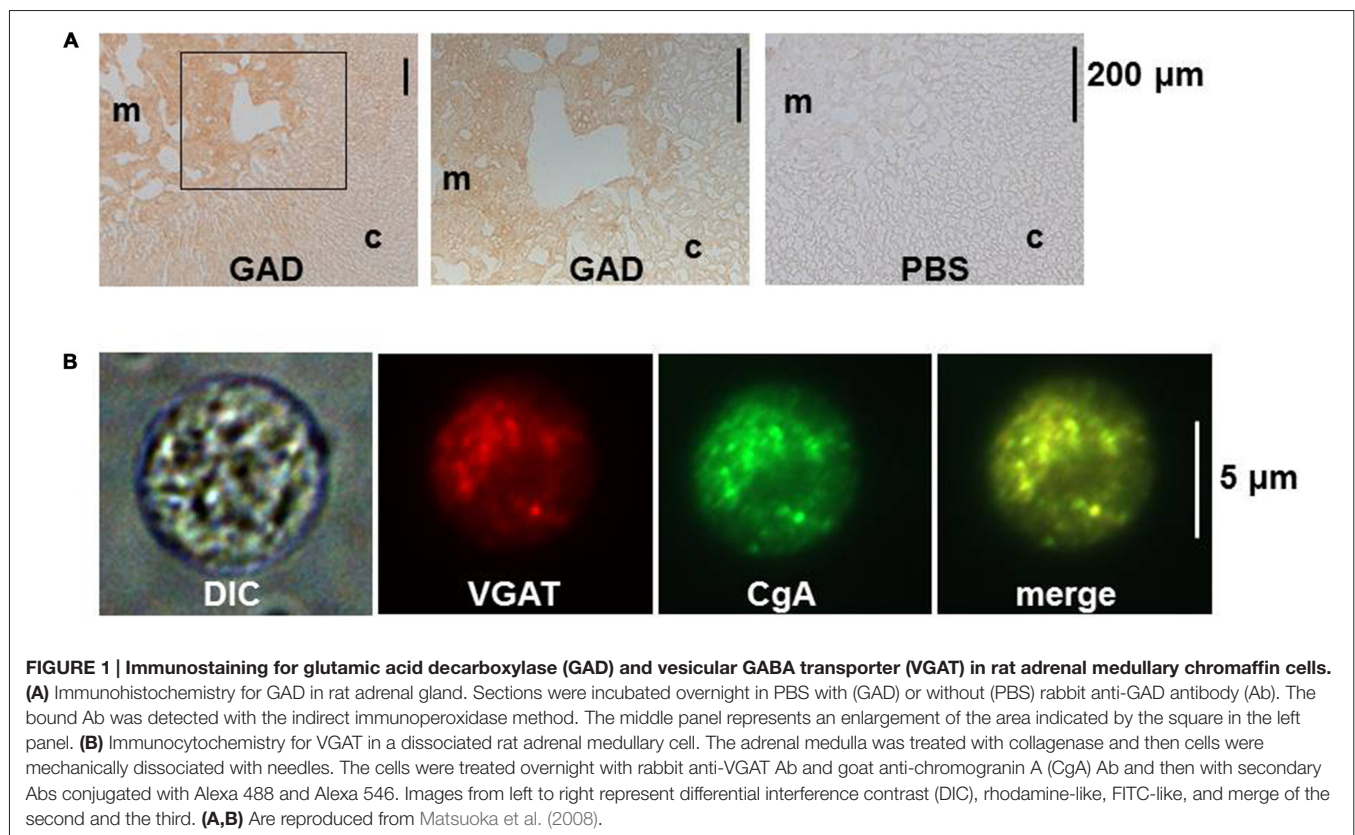 A
m
c
GAD
m
c
GAD
m
c
PBS
200 µm
B
DIC
VGAT
CgA
merge
5 µm
FIGURE 1 | Immunostaining for glutamic acid decarboxylase (GAD) and vesicular GABA transporter (VGAT) in rat adrenal medullary chromaffin cells.
(A) Immunohistochemistry for GAD in rat adrenal gland. Sections were incubated overnight in PBS with (GAD) or without (PBS) rabbit anti-GAD antibody (Ab). The
bound Ab was detected with the indirect immunoperoxidase method. The middle panel represents an enlargement of the area indicated by the square in the left
panel. (B) Immunocytochemistry for VGAT in a dissociated rat adrenal medullary cell. The adrenal medulla was treated with collagenase and then cells were
mechanically dissociated with needles. The cells were treated overnight with rabbit anti-VGAT Ab and goat anti-chromogranin A (CgA) Ab and then with secondary
Abs conjugated with Alexa 488 and Alexa 546. Images from left to right represent differential interference contrast (DIC), rhodamine-like, FITC-like, and merge of the
second and the third. (A,B) Are reproduced from Matsuoka et al. (2008).